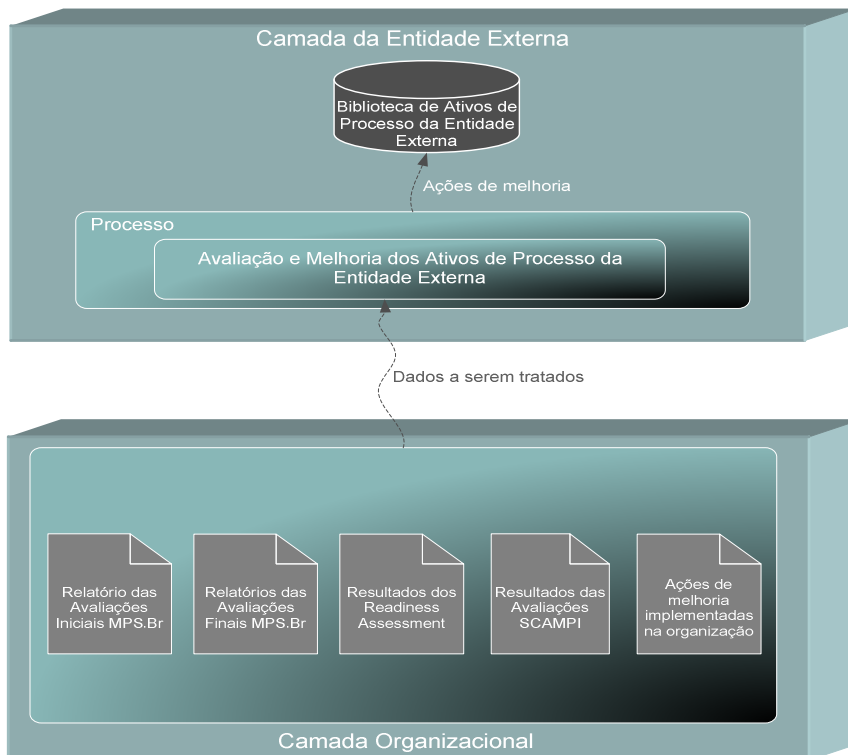 Camada da Entidade Externa
Biblioteca de Ativos de
Processo da Entidade
Externa
Ações de melhoria
Processo
Avaliação e Melhoria dos Ativos de Processo da
Entidade Externa
Dados a serem tratados
Relatório das
Avaliações
Iniciais MPS.Br
Relatórios das
Avaliações
Finais MPS.Br
Resultados dos
Readiness
Assessment
Resultados das
Avaliações
SCAMPI
Ações de
melhoria
implementadas
na organização
Camada Organizacional